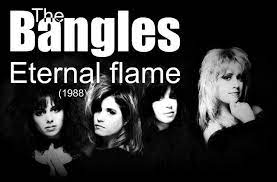 The
Bangles
Eternal flame
(1988)